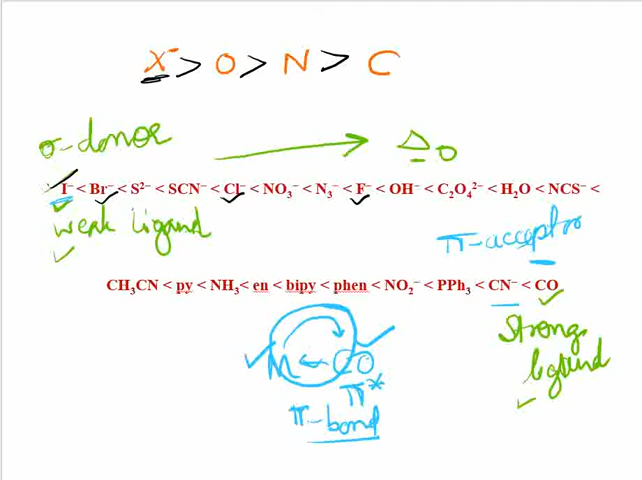 X⁻ > O > N > C
σ-donor
Δo
I⁻ < Br⁻ < S²⁻ < SCN⁻ < Cl⁻ < NO₃⁻ < N₃⁻ < F⁻ < OH⁻ < C₂O₄²⁻ < H₂O < NCS⁻ <
weak ligand
π-acceptor
CH₃CN < py < NH₃< en < bipy < phen < NO₂⁻ < PPh₃ < CN⁻ < CO
strong
ligand
M ← CO
π*
π-bond